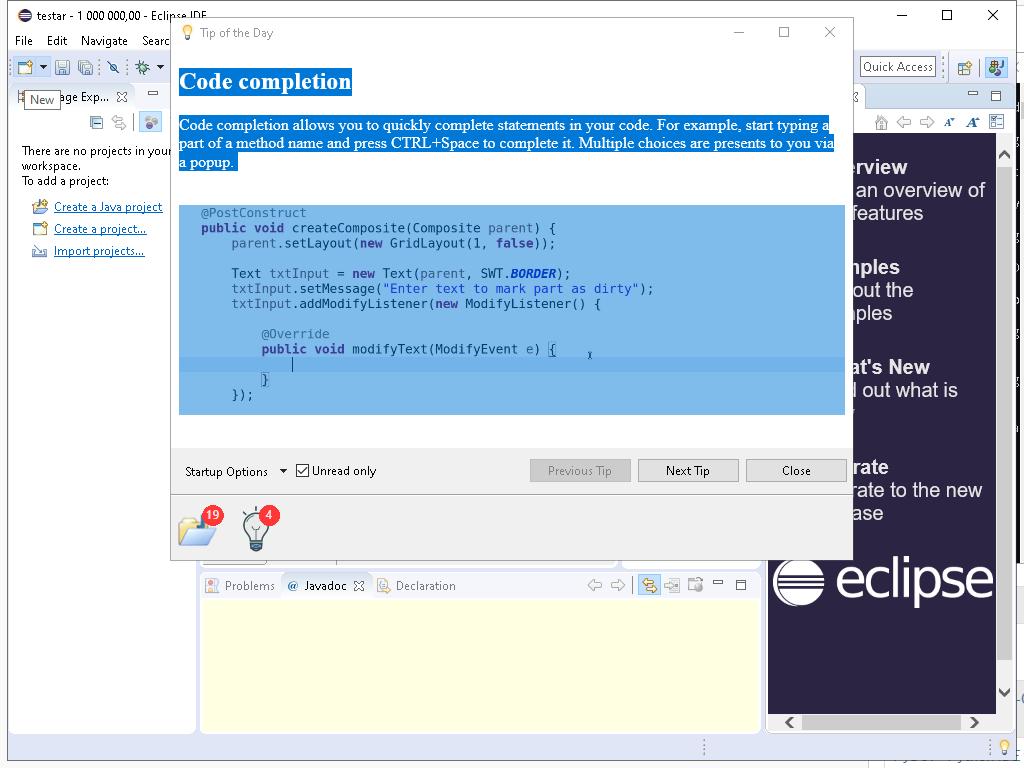 testar - 1 000 000,00 - Eclipse IDE
File Edit Navigate Searc
Tip of the Day
Quick Access
New
age Exp...
There are no projects in your
workspace.
To add a project:
Create a Java project
Create a project...
Import projects...
Code completion
Code completion allows you to quickly complete statements in your code. For example, start typing a
part of a method name and press CTRL+Space to complete it. Multiple choices are presents to you via
a popup.
@PostConstruct
public void createComposite(Composite parent) {
parent.setLayout(new GridLayout(1, false));
Text txtInput = new Text(parent, SWT.BORDER);
txtInput.setMessage("Enter text to mark part as dirty");
txtInput.addModifyListener(new ModifyListener() {
@Override
public void modifyText(ModifyEvent e) {
}
});
Startup Options
Unread only
Previous Tip
Next Tip
Close
19
4
rview
an overview of
features
nples
out the
ples
at's New
d out what is
rate
rate to the new
ase
eclipse
Problems
@ Javadoc
Declaration